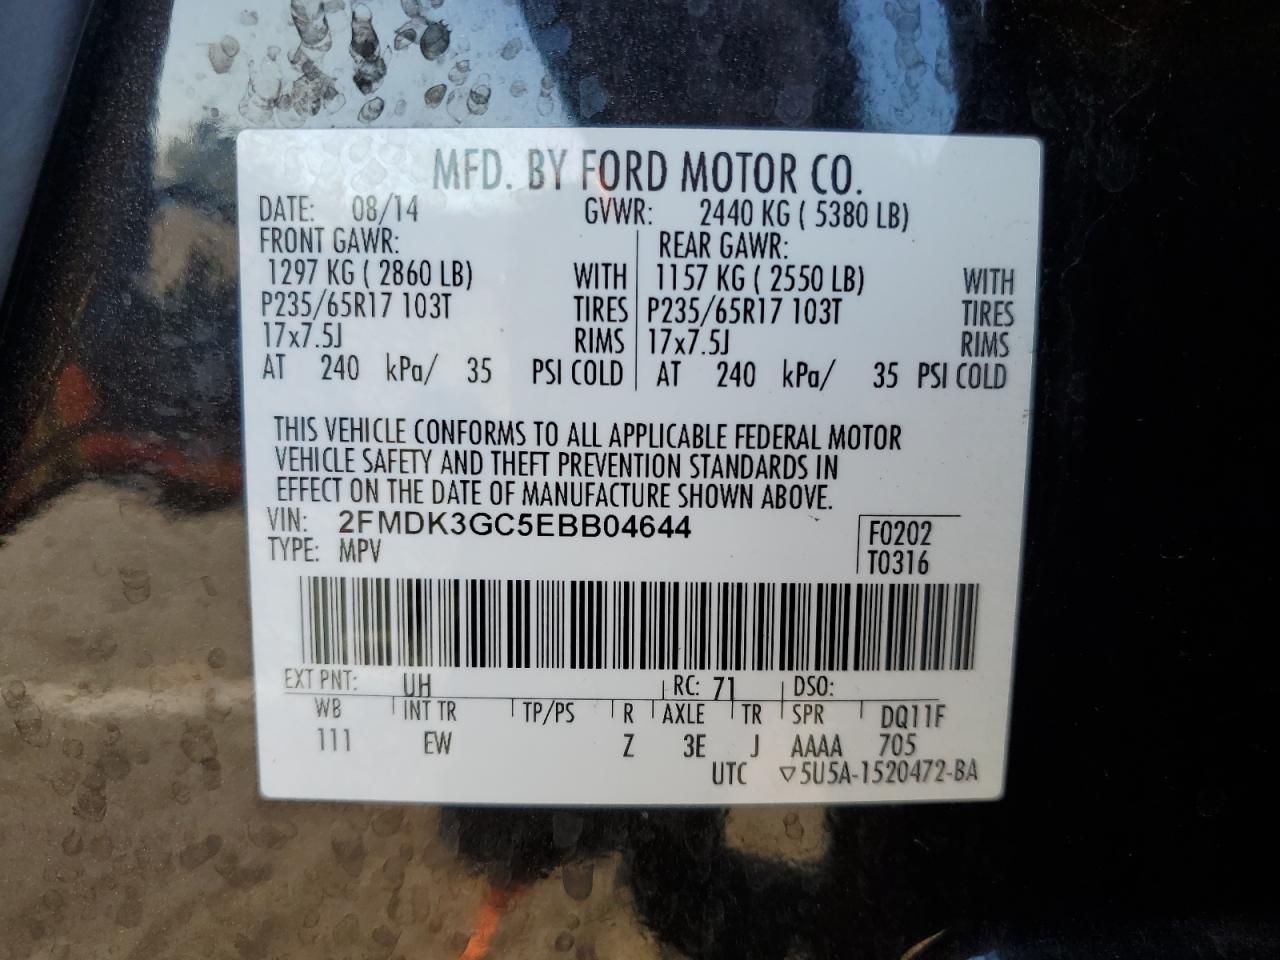 MFD. BY FORD MOTOR CO.
DATE: 08/14 GVWR: 2440 KG ( 5380 LB)
FRONT GAWR: REAR GAWR:
1297 KG ( 2860 LB) WITH 1157 KG ( 2550 LB) WITH
P235/65R17 103T TIRES P235/65R17 103T TIRES
17x7.5J RIMS 17x7.5J RIMS
AT 240 kPa/ 35 PSI COLD AT 240 kPa/ 35 PSI COLD
THIS VEHICLE CONFORMS TO ALL APPLICABLE FEDERAL MOTOR
VEHICLE SAFETY AND THEFT PREVENTION STANDARDS IN
EFFECT ON THE DATE OF MANUFACTURE SHOWN ABOVE.
VIN: 2FMDK3GC5EBB04644 F0202
TYPE: MPV T0316
EXT PNT: UH RC: 71 DSO:
WB INT TR TP/PS R AXLE TR SPR DQ11F
111 EW Z 3E J AAAA 705
UTC ▽5U5A-1520472-BA